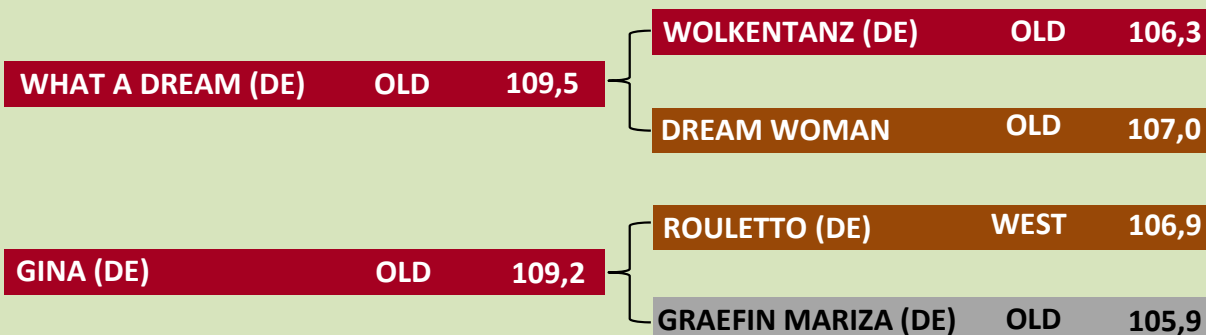 WOLKENTANZ (DE) OLD 106,3
WHAT A DREAM (DE) OLD 109,5
DREAM WOMAN OLD 107,0
ROULETTO (DE) WEST 106,9
GINA (DE) OLD 109,2
GRAEFIN MARIZA (DE) OLD 105,9